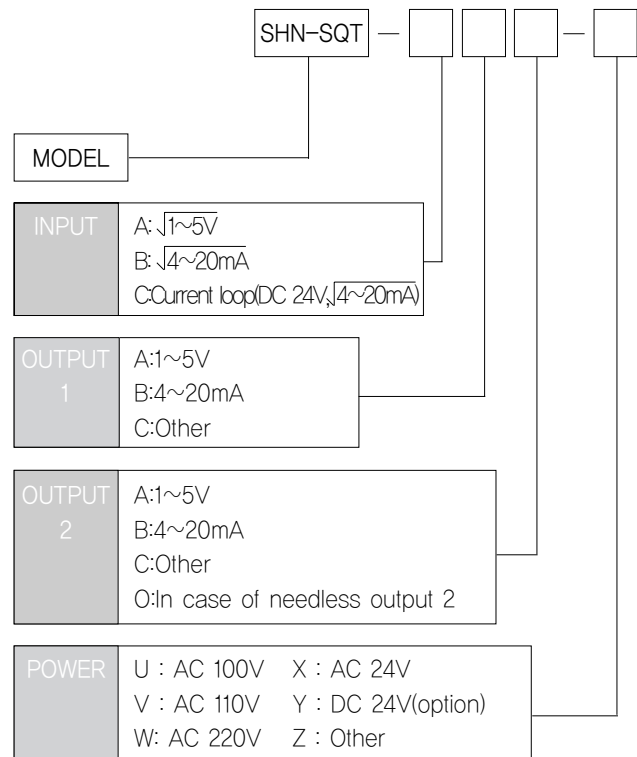 SHN-SQT — □ □ □ — □
MODEL
INPUT
A:√1~5V
B:√4~20mA
C:Current loop(DC 24V,√4~20mA)
OUTPUT
1
A:1~5V
B:4~20mA
C:Other
OUTPUT
2
A:1~5V
B:4~20mA
C:Other
O:In case of needless output 2
POWER
U : AC 100V X : AC 24V
V : AC 110V Y : DC 24V(option)
W: AC 220V Z : Other